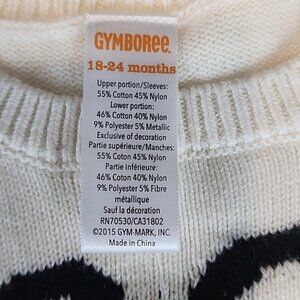 GYMBOREE
18-24 months
Upper portion/Sleeves:
55% Cotton 45% Nylon
Lower portion:
46% Cotton 40% Nylon
9% Polyester 5% Metallic
Exclusive of Decoration
Partie supérieure/Manches:
55% Coton 45% Nylon
Partie inférieure:
46% Coton 40% Nylon
9% Polyester 5% Fibre
métallique
Sauf la décoration
RN70530/CA31802
©2015 GYM-MARK, INC.
Made in China